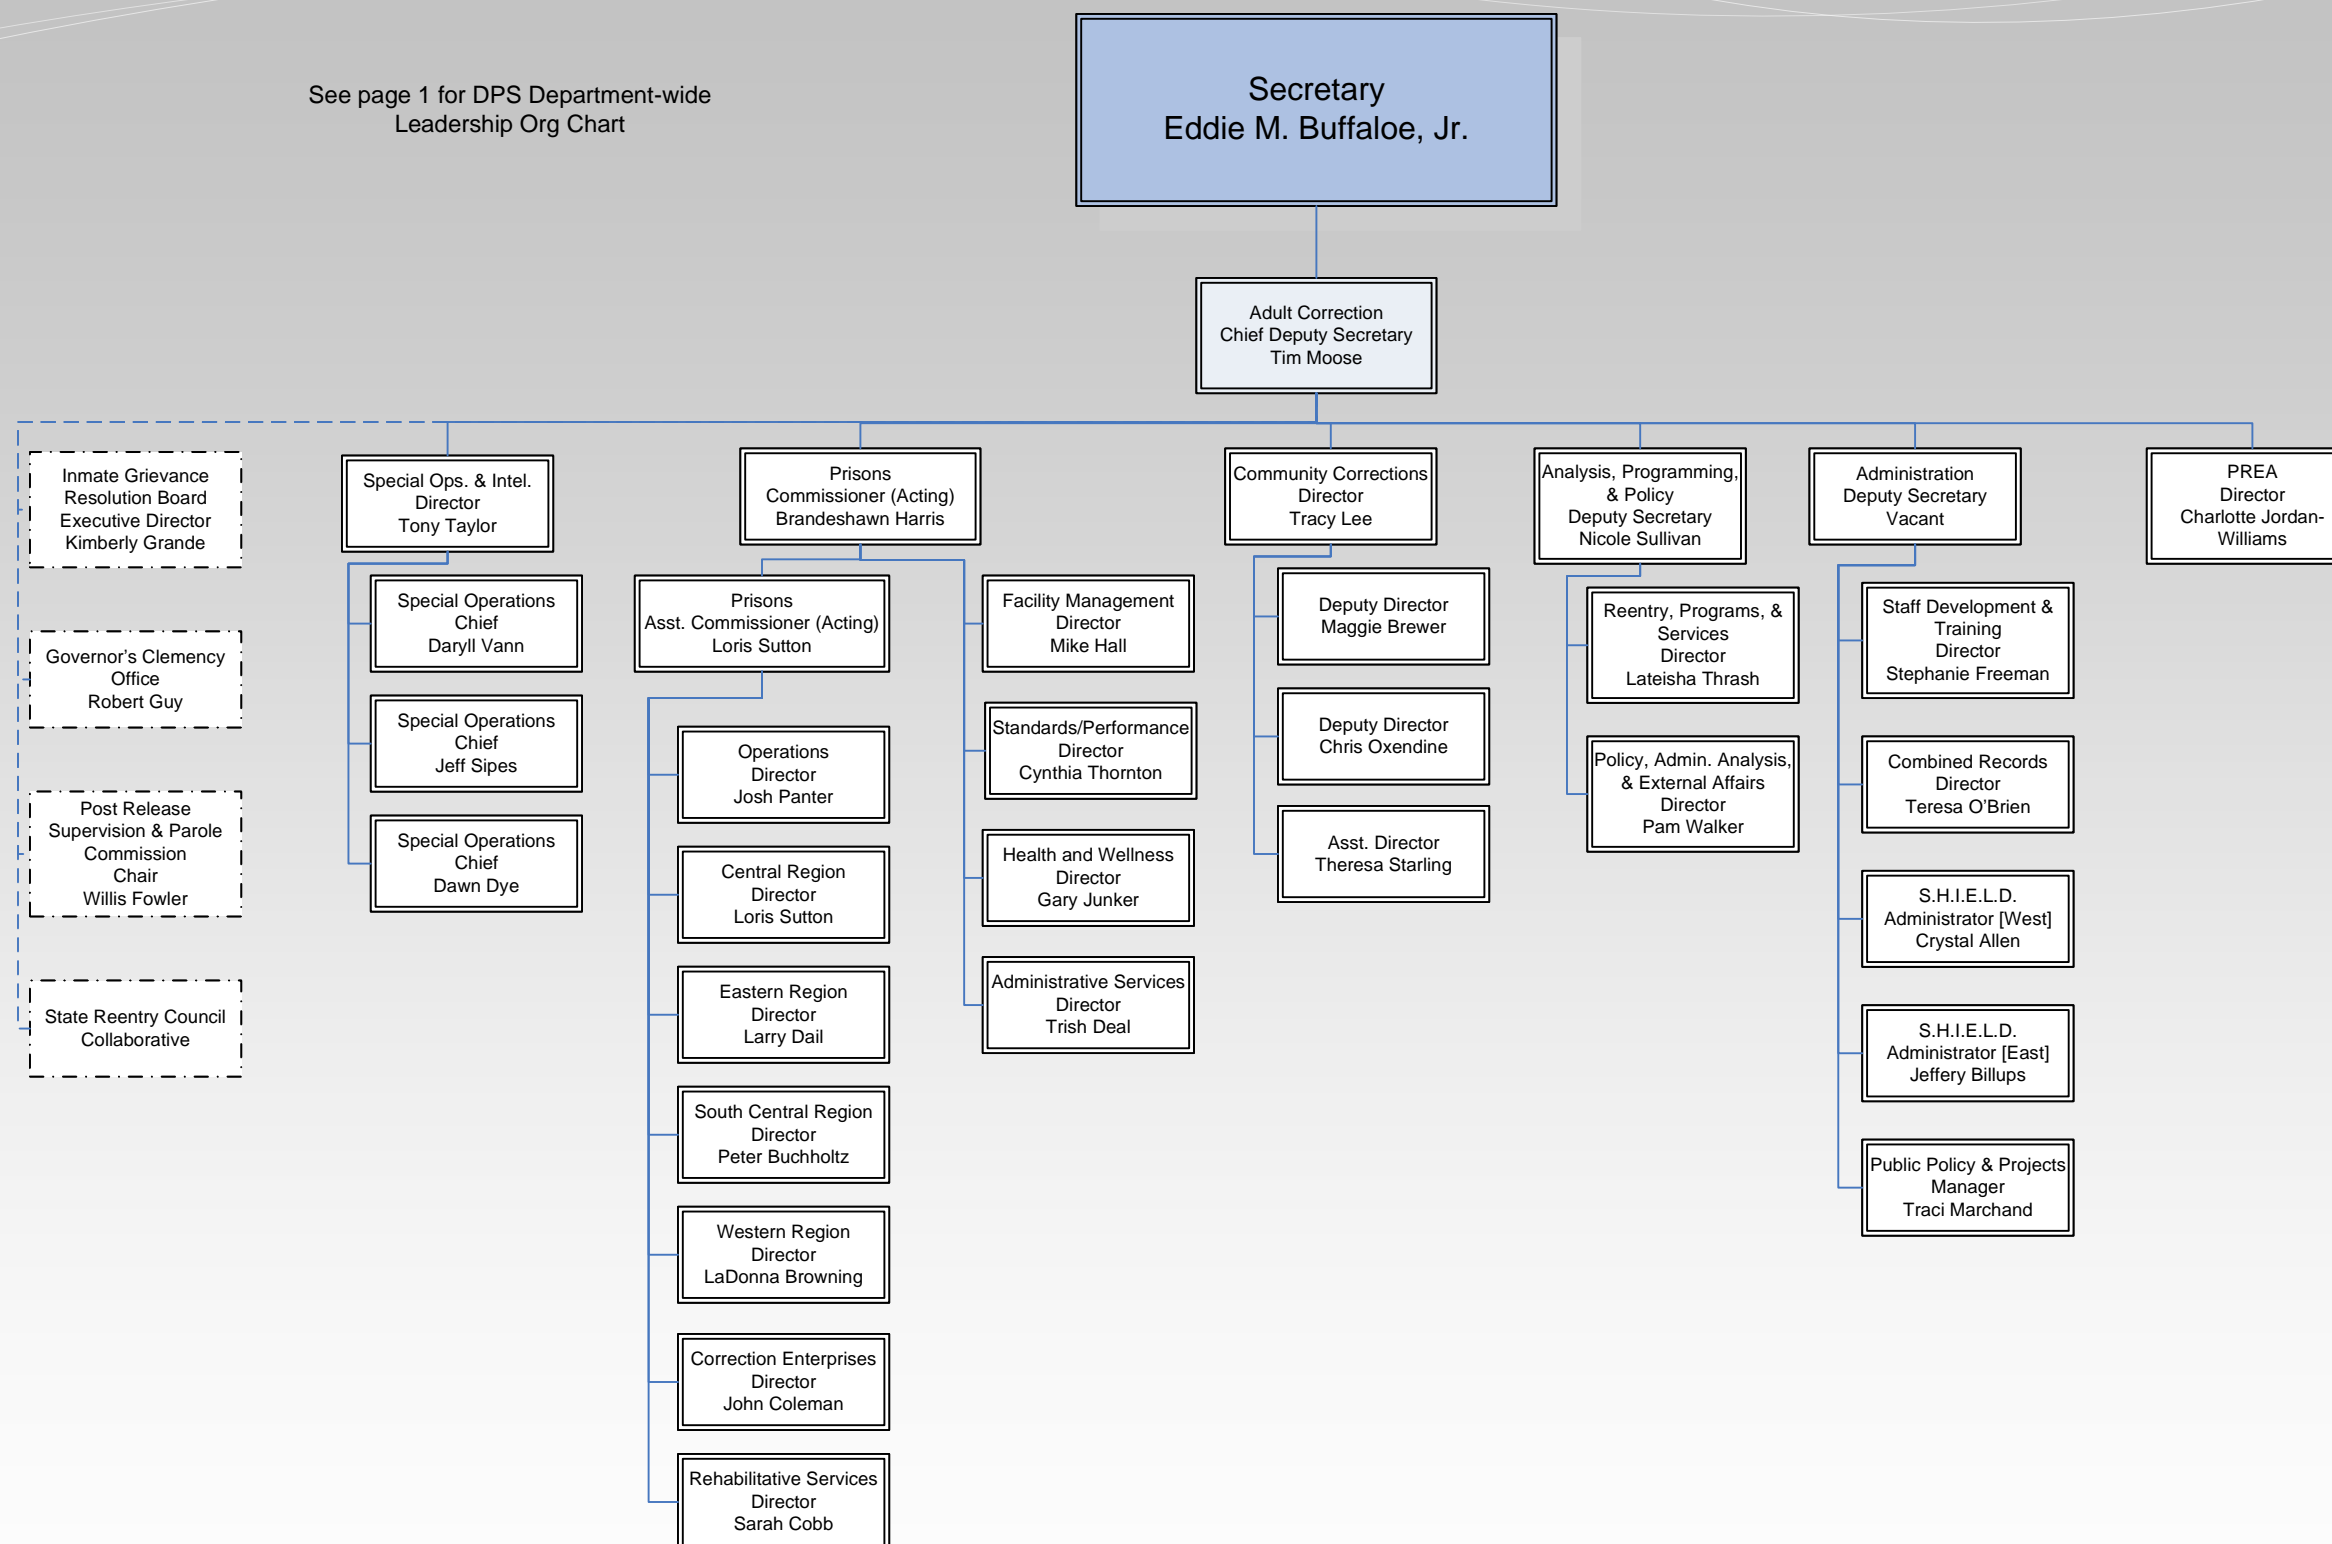 See page 1 for DPS Department-wide
Leadership Org Chart
Secretary
Eddie M. Buffaloe, Jr.
Adult Correction
Chief Deputy Secretary
Tim Moose
Inmate Grievance
Resolution Board
Executive Director
Kimberly Grande
Governor’s Clemency
Office
Robert Guy
Post Release
Supervision & Parole
Commission
Chair
Willis Fowler
State Reentry Council
Collaborative
Special Ops. & Intel.
Director
Tony Taylor
Special Operations
Chief
Daryll Vann
Special Operations
Chief
Jeff Sipes
Special Operations
Chief
Dawn Dye
Prisons
Commissioner (Acting)
Brandeshawn Harris
Prisons
Asst. Commissioner (Acting)
Loris Sutton
Operations
Director
Josh Panter
Central Region
Director
Loris Sutton
Eastern Region
Director
Larry Dail
South Central Region
Director
Peter Buchholtz
Western Region
Director
LaDonna Browning
Correction Enterprises
Director
John Coleman
Rehabilitative Services
Director
Sarah Cobb
Facility Management
Director
Mike Hall
Standards/Performance
Director
Cynthia Thornton
Health and Wellness
Director
Gary Junker
Administrative Services
Director
Trish Deal
Community Corrections
Director
Tracy Lee
Deputy Director
Maggie Brewer
Deputy Director
Chris Oxendine
Asst. Director
Theresa Starling
Analysis, Programming,
& Policy
Deputy Secretary
Nicole Sullivan
Reentry, Programs, &
Services
Director
Lateisha Thrash
Policy, Admin. Analysis,
& External Affairs
Director
Pam Walker
Administration
Deputy Secretary
Vacant
Staff Development &
Training
Director
Stephanie Freeman
Combined Records
Director
Teresa O’Brien
S.H.I.E.L.D.
Administrator [West]
Crystal Allen
S.H.I.E.L.D.
Administrator [East]
Jeffery Billups
Public Policy & Projects
Manager
Traci Marchand
PREA
Director
Charlotte Jordan-
Williams